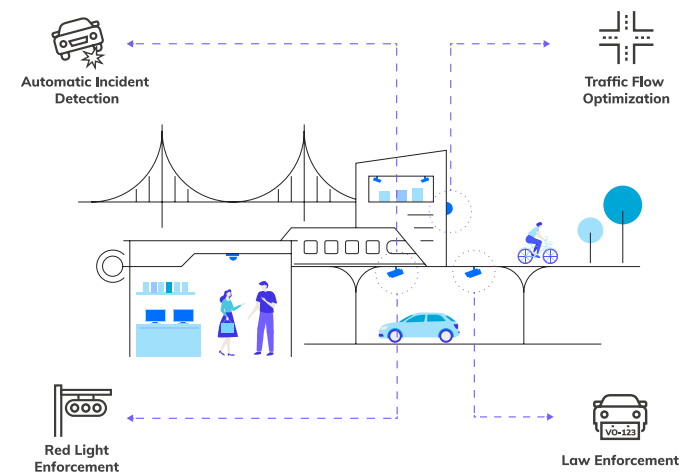 Automatic Incident
Detection
Traffic Flow
Optimization
Red Light
Enforcement
VO-123
Law Enforcement